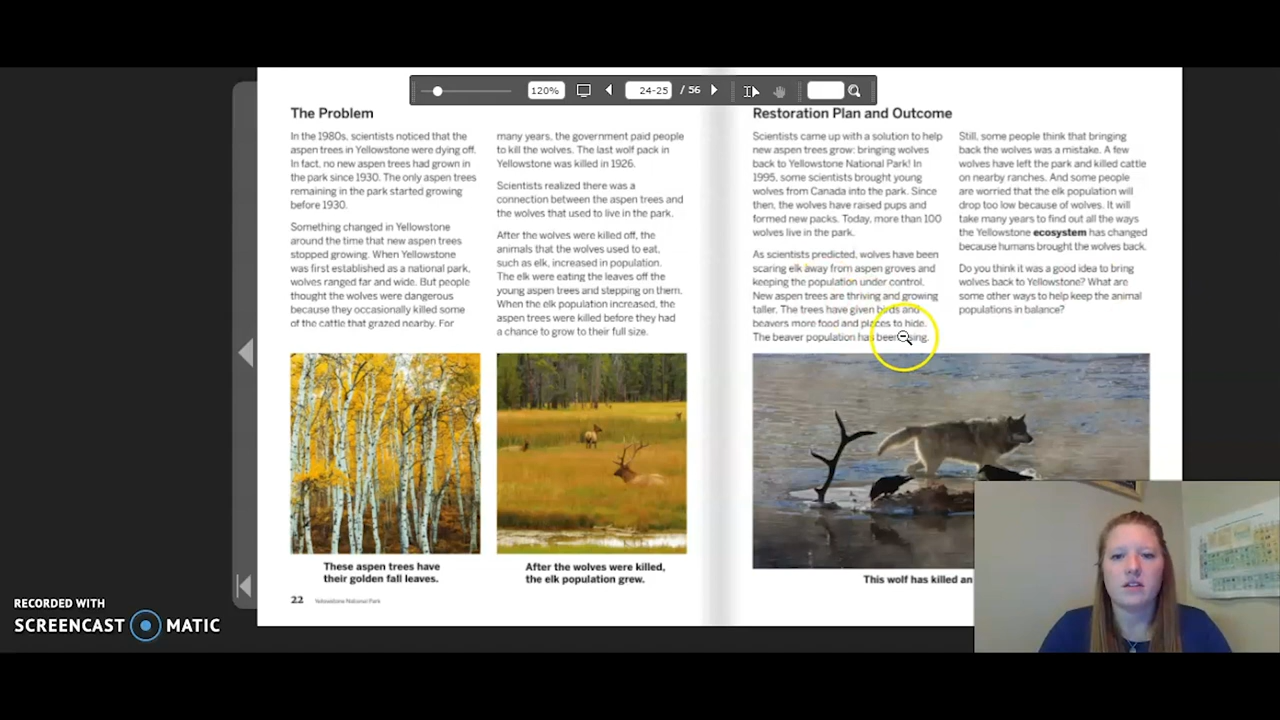 120%
24-25
/ 56
The Problem
In the 1980s, scientists noticed that the
aspen trees in Yellowstone were dying off.
In fact, no new aspen trees had grown in
the park since 1930. The only aspen trees
remaining in the park started growing
before 1930.
Something changed in Yellowstone
around the time that new aspen trees
stopped growing. When Yellowstone
was first established as a national park,
wolves ranged far and wide. But people
thought the wolves were dangerous
because they occasionally killed some
of the cattle that grazed nearby. For
many years, the government paid people
to kill the wolves. The last wolf pack in
Yellowstone was killed in 1926.
Scientists realized there was a
connection between the aspen trees and
the wolves that used to live in the park.
After the wolves were killed off, the
animals that the wolves used to eat,
such as elk, increased in population.
The elk were eating the leaves off the
young aspen trees and stepping on them.
When the elk population increased, the
aspen trees were killed before they had
a chance to grow to their full size.
These aspen trees have
their golden fall leaves.
After the wolves were killed,
the elk population grew.
22 Yellowstone National Park
Restoration Plan and Outcome
Scientists came up with a solution to help
new aspen trees grow: bringing wolves
back to Yellowstone National Park! In
1995, some scientists brought young
wolves from Canada into the park. Since
then, the wolves have raised pups and
formed new packs. Today, more than 100
wolves live in the park.
As scientists predicted, wolves have been
scaring elk away from aspen groves and
keeping the population under control.
New aspen trees are thriving and growing
taller. The trees have given birds and
beavers more food and places to hide.
The beaver population has been rising.
Still, some people think that bringing
back the wolves was a mistake. A few
wolves have left the park and killed cattle
on nearby ranches. And some people
are worried that the elk population will
drop too low because of wolves. It will
take many years to find out all the ways
the Yellowstone ecosystem has changed
because humans brought the wolves back.
Do you think it was a good idea to bring
wolves back to Yellowstone? What are
some other ways to help keep the animal
populations in balance?
This wolf has killed an
RECORDED WITH
SCREENCAST MATIC